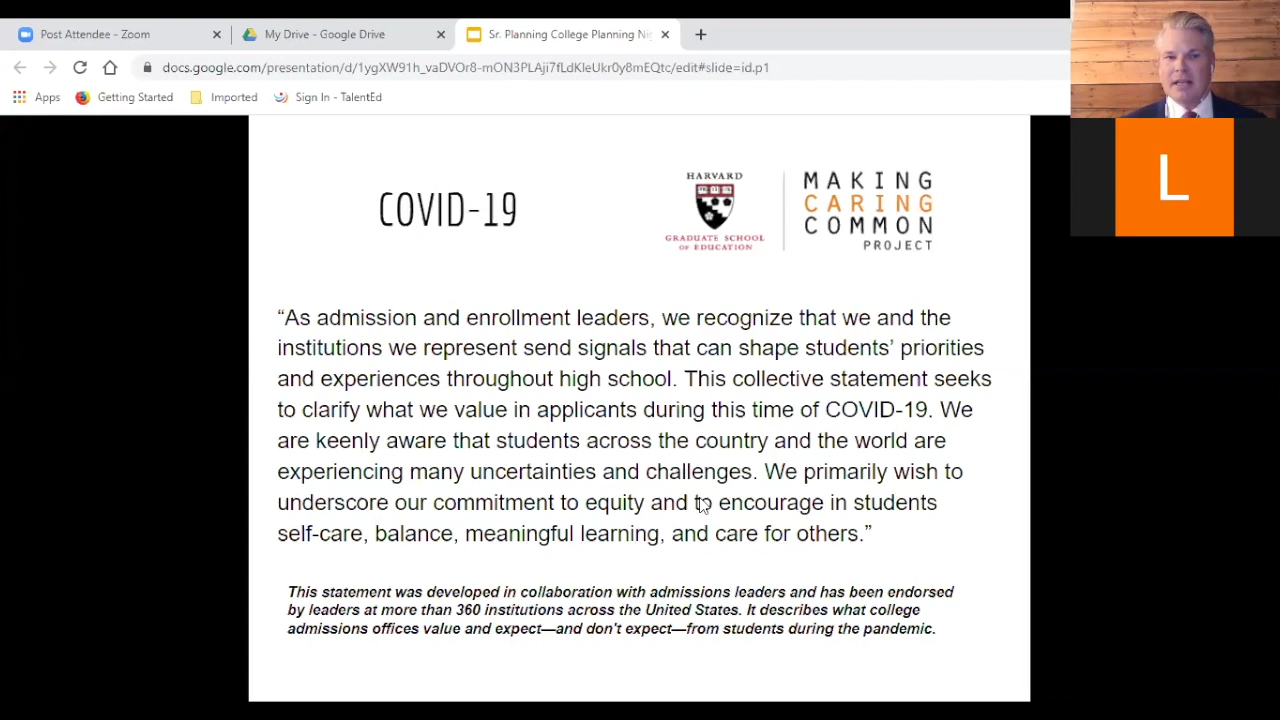 Post Attendee - Zoom
My Drive - Google Drive
Sr. Planning College Planning Nig
docs.google.com/presentation/d/1ygXW91h_vaDVOr8-mON3PLAji7fLdKleUkr0y8mEQtc/edit#slide=id.p1
Apps
Getting Started
Imported
Sign In - TalentEd
L
COVID-19
HARVARD
GRADUATE SCHOOL
OF EDUCATION
MAKING
CARING
COMMON
PROJECT
“As admission and enrollment leaders, we recognize that we and the
institutions we represent send signals that can shape students’ priorities
and experiences throughout high school. This collective statement seeks
to clarify what we value in applicants during this time of COVID-19. We
are keenly aware that students across the country and the world are
experiencing many uncertainties and challenges. We primarily wish to
underscore our commitment to equity and to encourage in students
self-care, balance, meaningful learning, and care for others.”
This statement was developed in collaboration with admissions leaders and has been endorsed
by leaders at more than 360 institutions across the United States. It describes what college
admissions offices value and expect—and don't expect—from students during the pandemic.